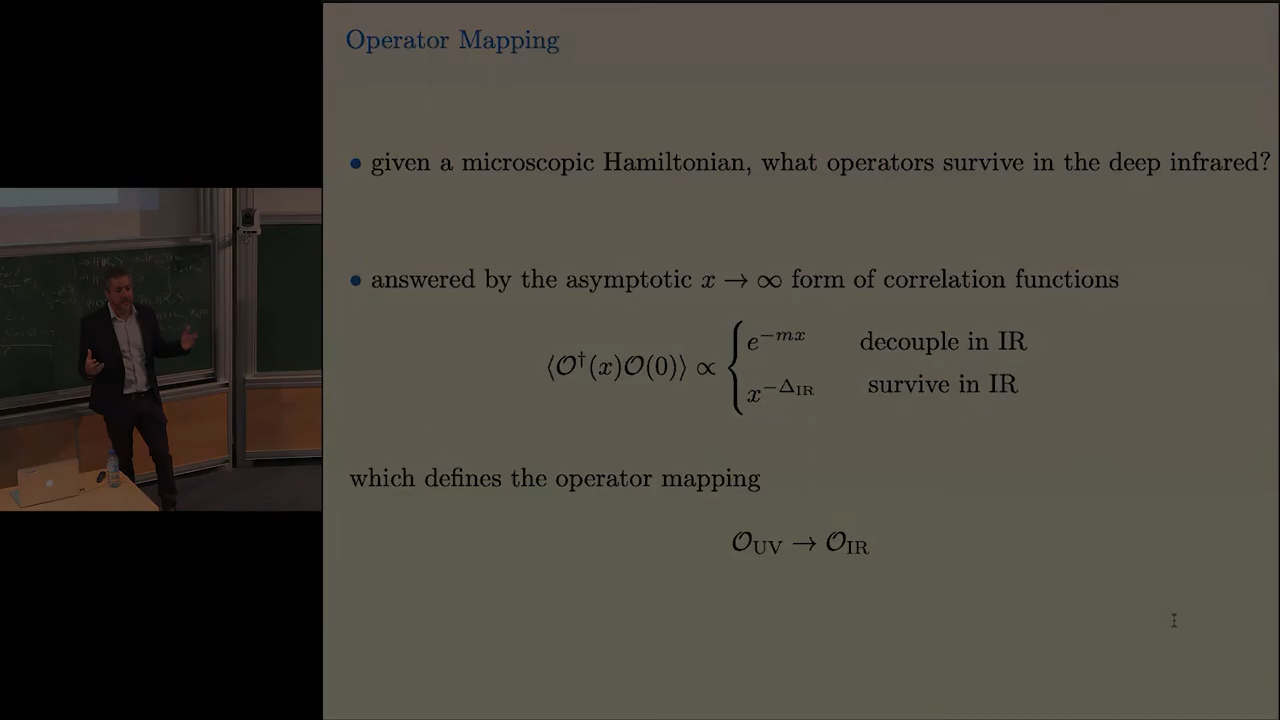 Operator Mapping
• given a microscopic Hamiltonian, what operators survive in the deep infrared?
• answered by the asymptotic x → ∞ form of correlation functions
⟨𝒪†(x)𝒪(0)⟩ ∝ { e^{−mx} decouple in IR
x^{−Δ_IR} survive in IR
which defines the operator mapping
𝒪_UV → 𝒪_IR